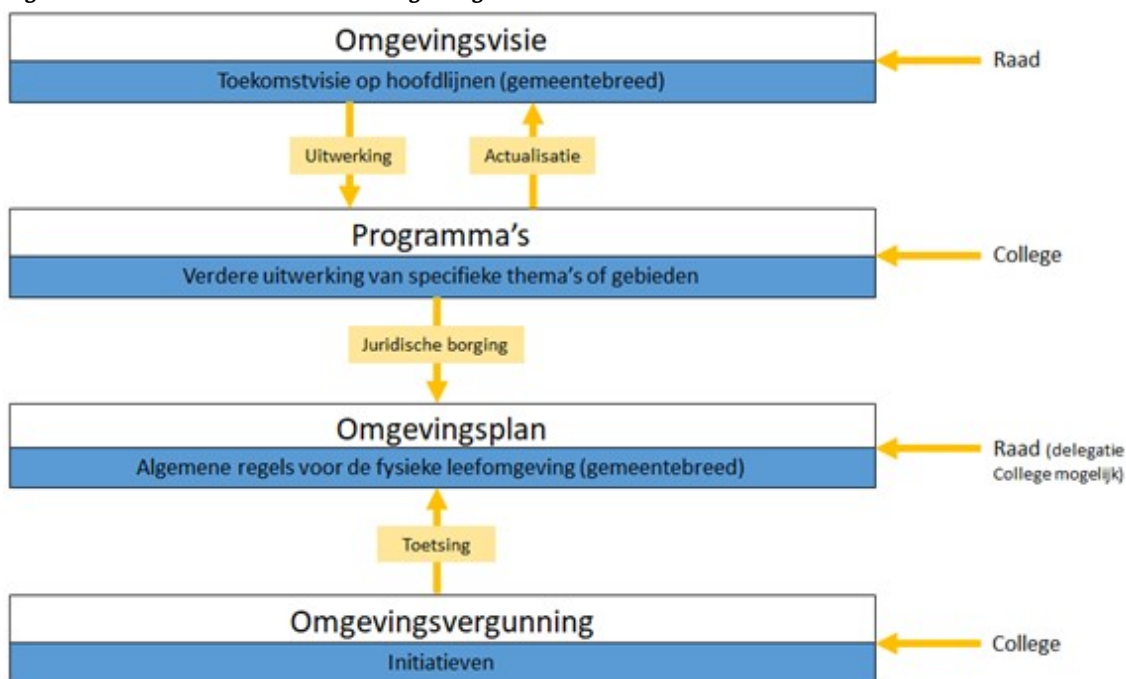 Omgevingsvisie
Toekomstvisie op hoofdlijnen (gemeentebreed)
Raad
Uitwerking
Actualisatie
Programma's
Verdere uitwerking van specifieke thema's of gebieden
College
Juridische borging
Omgevingsplan
Algemene regels voor de fysieke leefomgeving (gemeentebreed)
Raad (delegatie
College mogelijk)
Toetsing
Omgevingsvergunning
Initiatieven
College